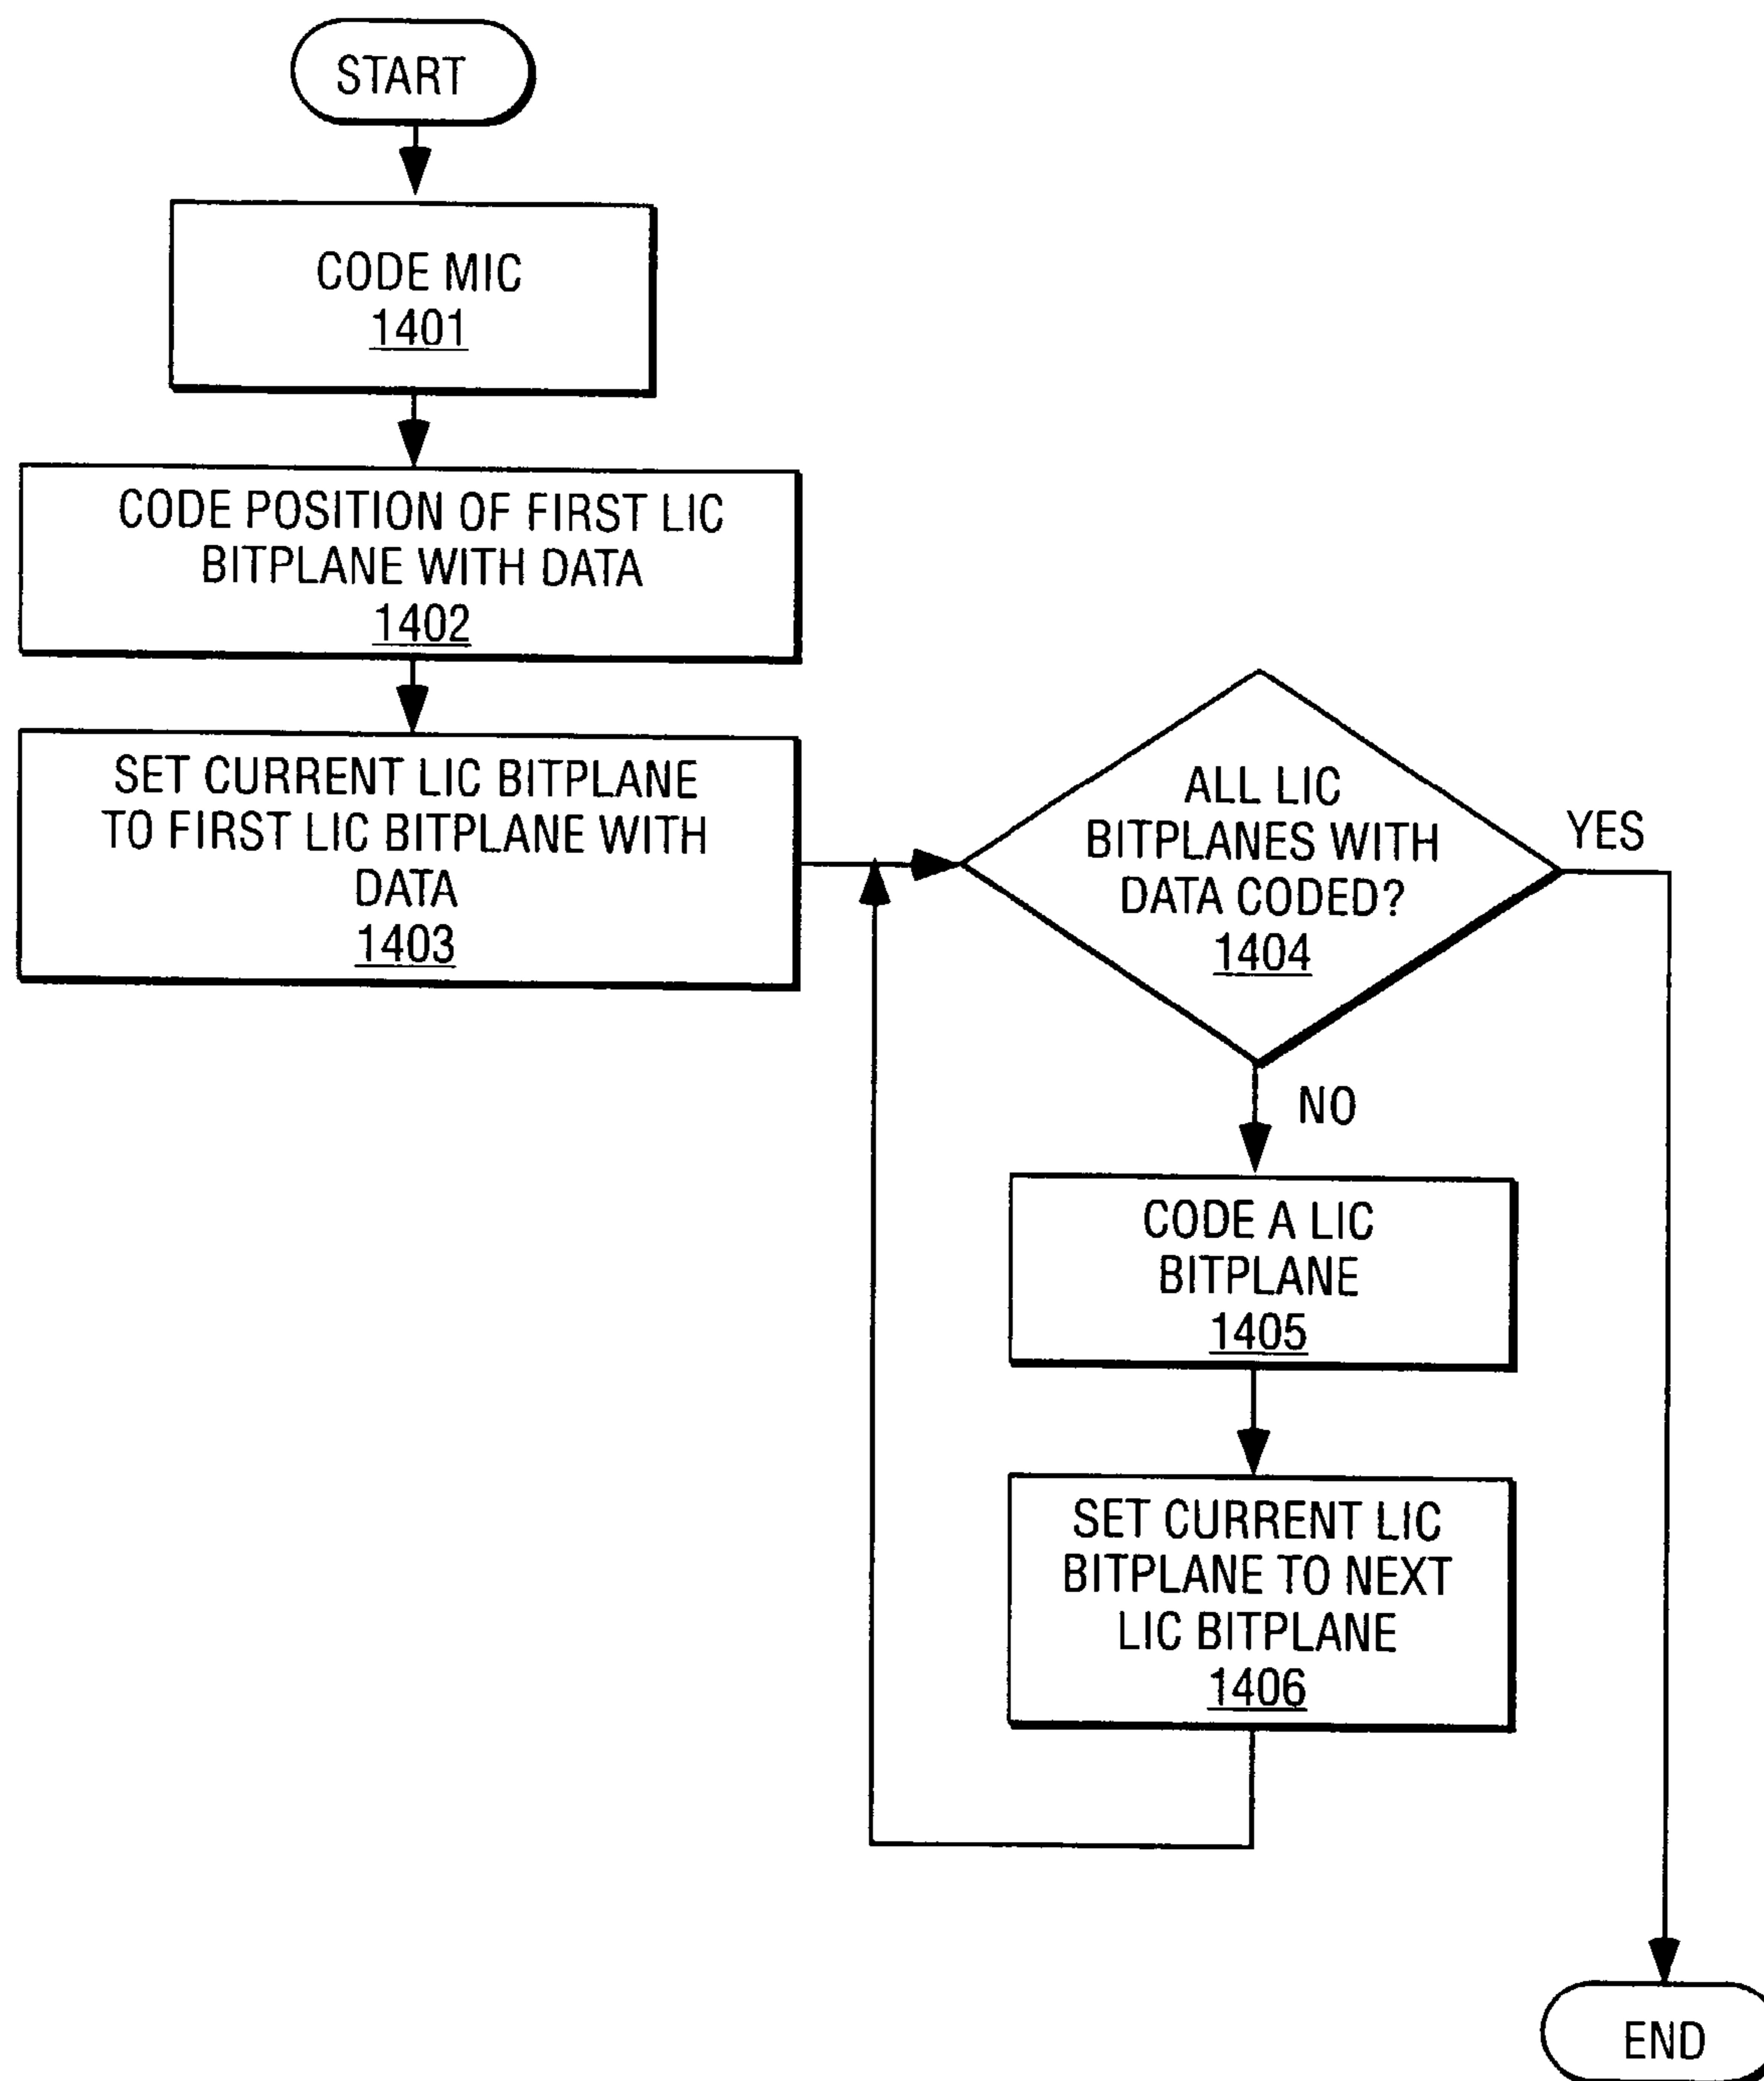 START
CODE MIC
1401
CODE POSITION OF FIRST LIC
BITPLANE WITH DATA
1402
SET CURRENT LIC BITPLANE
TO FIRST LIC BITPLANE WITH
DATA
1403
ALL LIC
BITPLANES WITH
DATA CODED?
1404
YES
NO
CODE A LIC
BITPLANE
1405
SET CURRENT LIC
BITPLANE TO NEXT
LIC BITPLANE
1406
END